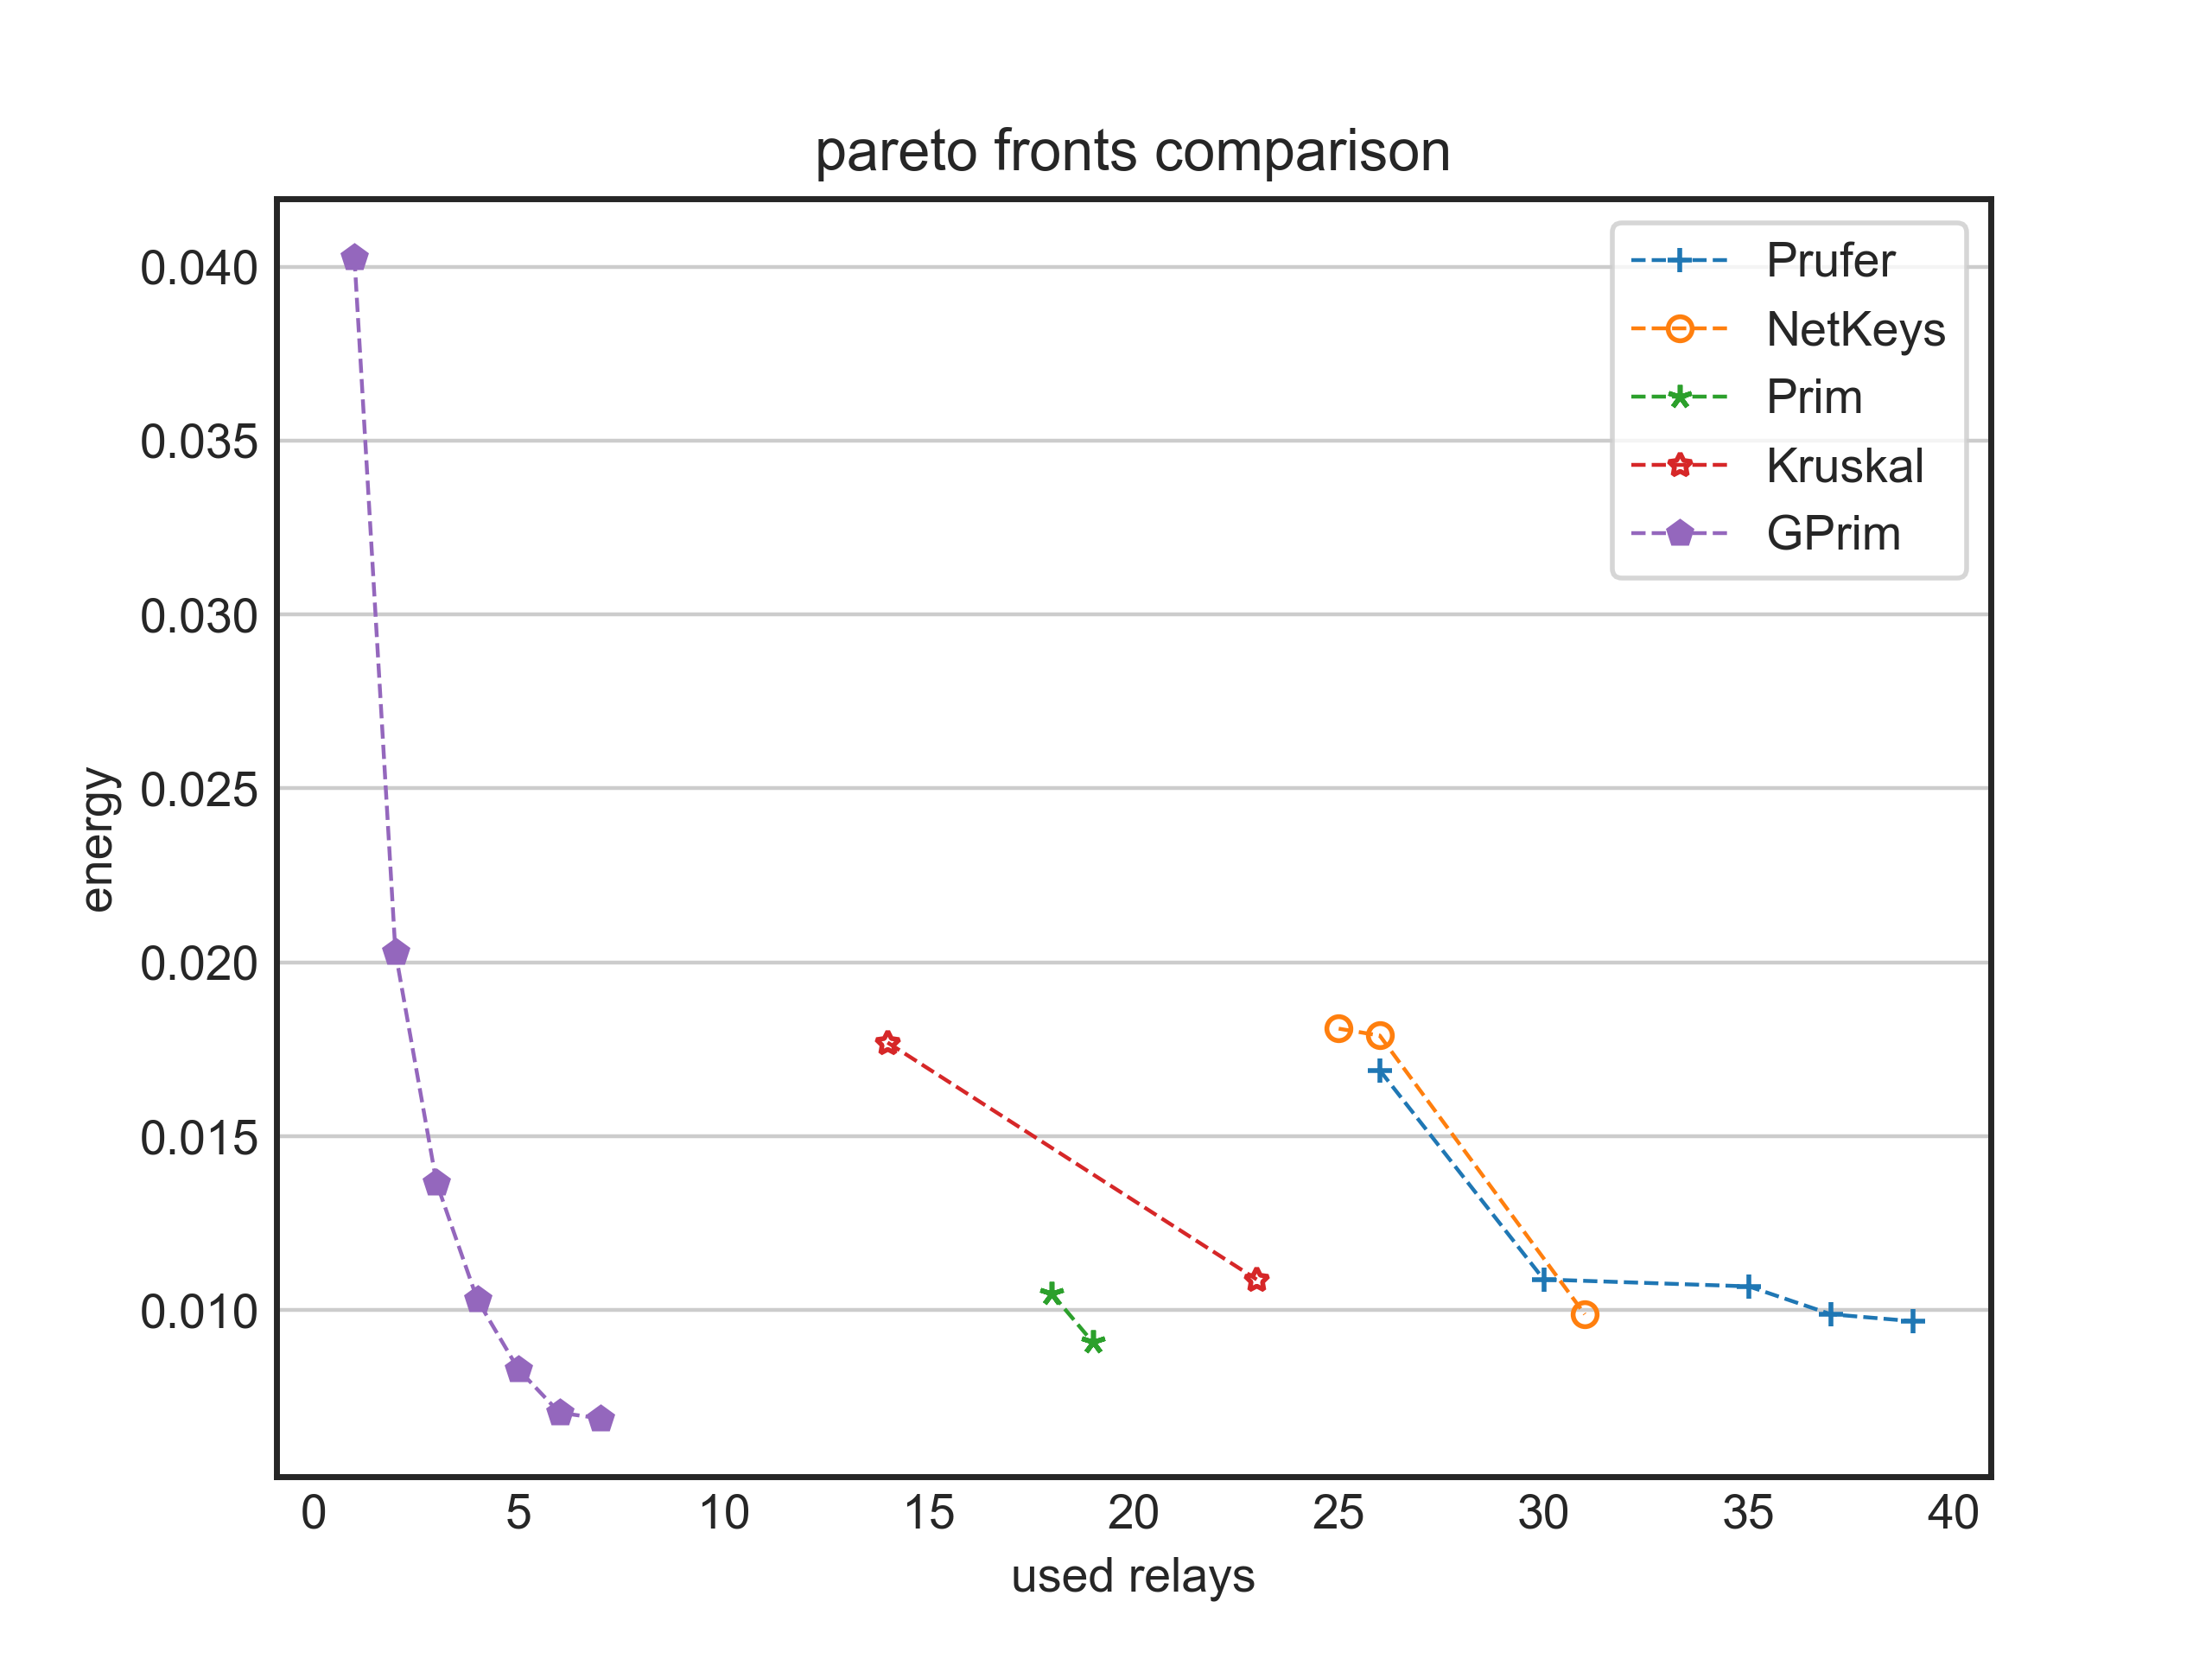 pareto fronts comparison
0.040
0.035
0.030
0.025
0.020
0.015
0.010
energy
Prufer
NetKeys
Prim
Kruskal
GPrim
0 5 10 15 20 25 30 35 40
used relays